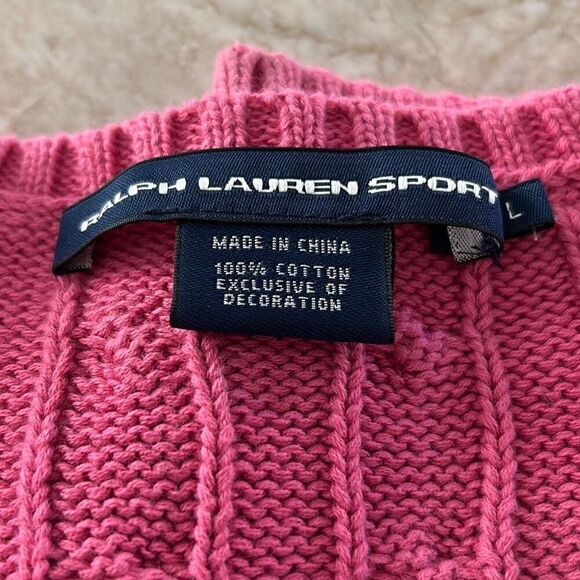 RALPH LAUREN SPORT
L
MADE IN CHINA
100% COTTON
EXCLUSIVE OF
DECORATION